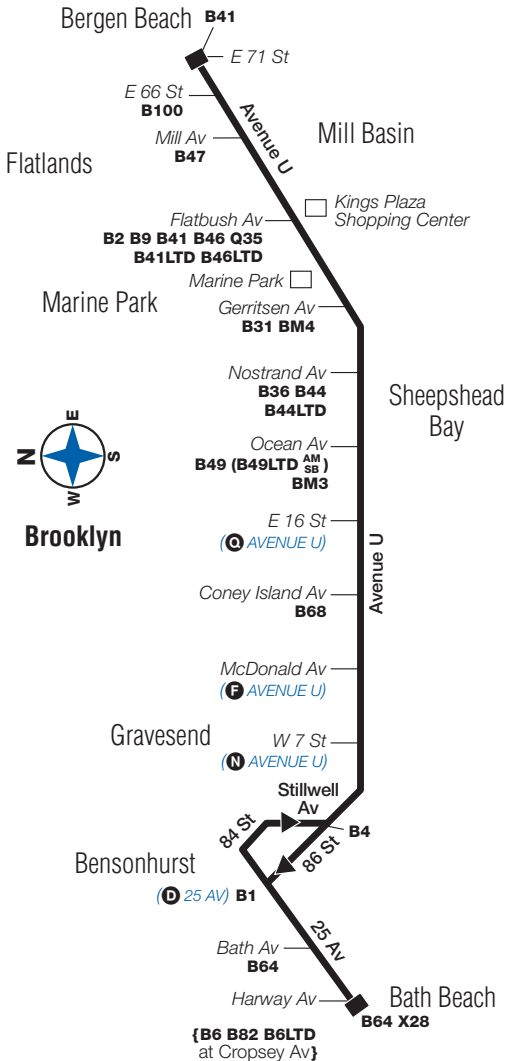 Bergen Beach B41
E 71 St
E 66 St
B100
Avenue U
Mill Basin
Mill Av
B47
Flatlands
Kings Plaza
Shopping Center
Flatbush Av
B2 B9 B41 B46 Q35
B41LTD B46LTD
Marine Park
Marine Park
Gerritsen Av
B31 BM4
Nostrand Av
B36 B44
B44LTD
Sheepshead
Bay
Ocean Av
B49 (B49LTD AM SB)
BM3
N
E
S
W
Brooklyn
E 16 St
(Q AVENUE U)
Avenue U
Coney Island Av
B68
McDonald Av
(F AVENUE U)
Gravesend
W 7 St
(N AVENUE U)
Stillwell
Av
84 St
B4
86 St
Bensonhurst
(D 25 AV) B1
25 Av
Bath Av
B64
Harway Av
Bath Beach
B64 X28
{B6 B82 B6LTD
at Cropsey Av}